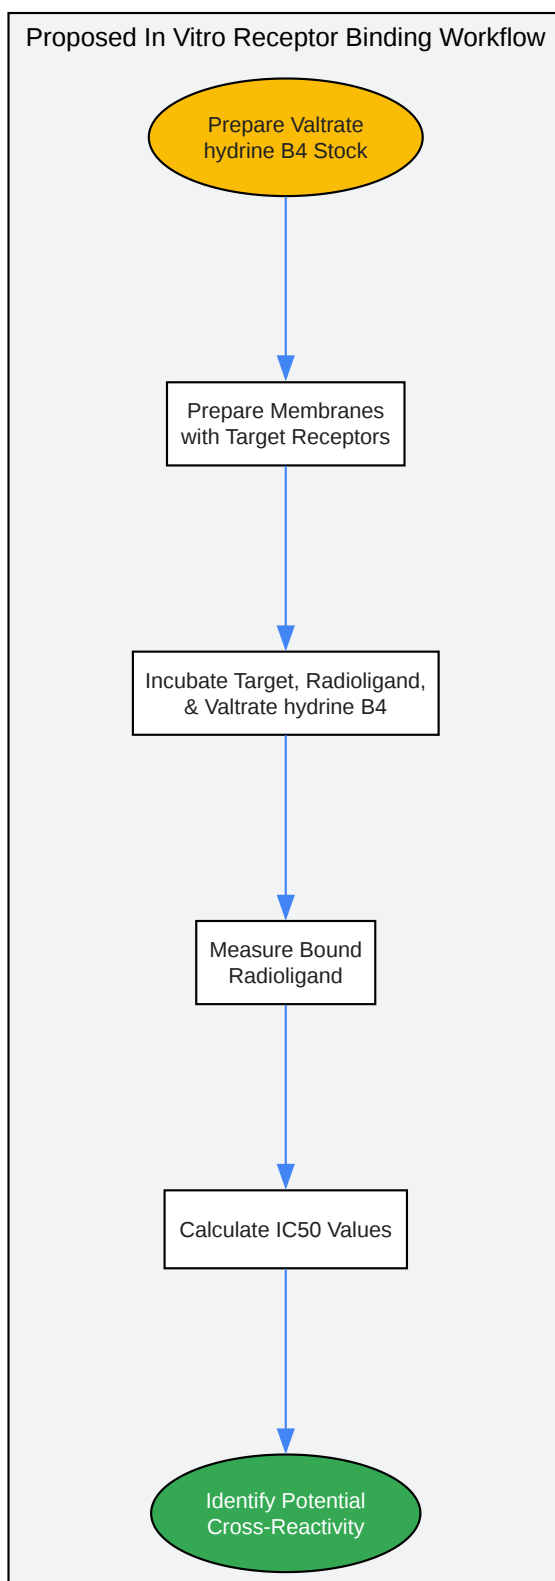 Proposed In Vitro Receptor Binding Workflow
Prepare Valtrate
hydrine B4 Stock
Prepare Membranes
with Target Receptors
Incubate Target, Radioligand,
& Valtrate hydrine B4
Measure Bound
Radioligand
Calculate IC50 Values
Identify Potential
Cross-Reactivity